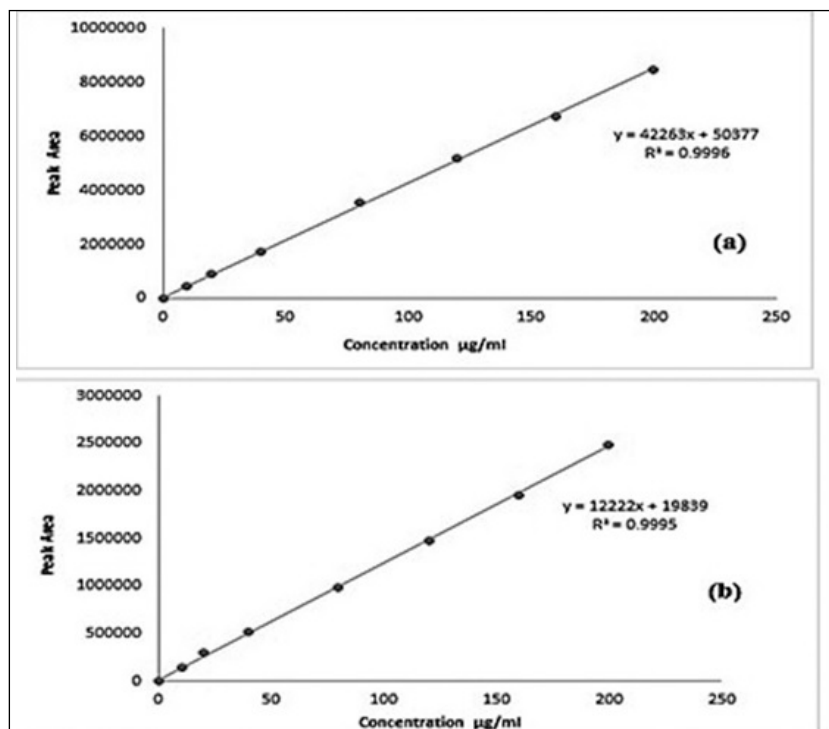 10000000
8000000
6000000
4000000
2000000
0
Peak Area
y = 42263x + 50377
R² = 0.9996
(a)
0 50 100 150 200 250
Concentration µg/ml
3000000
2500000
2000000
1500000
1000000
500000
0
Peak Area
y = 12222x + 19839
R² = 0.9995
(b)
0 50 100 150 200 250
Concentration µg/ml